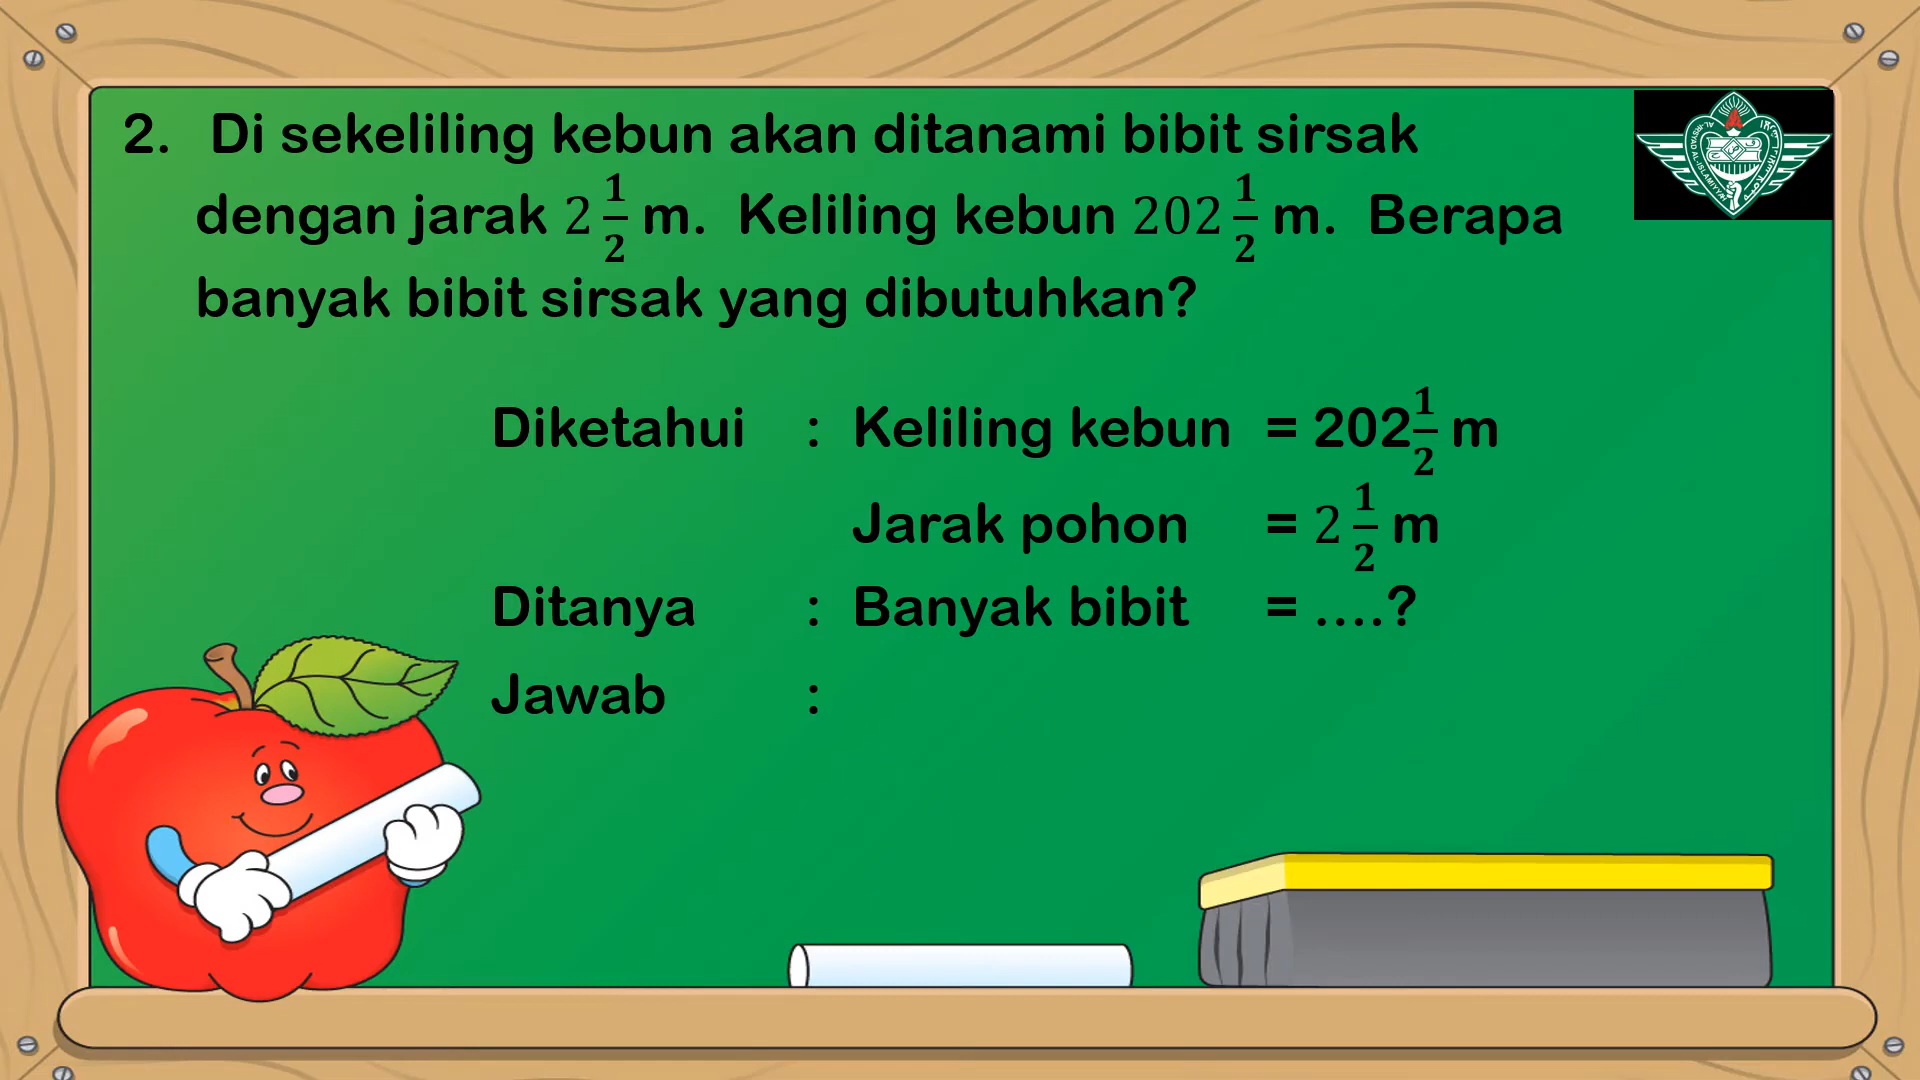 2. Di sekeliling kebun akan ditanami bibit sirsak
dengan jarak 2 1/2 m. Keliling kebun 202 1/2 m. Berapa
banyak bibit sirsak yang dibutuhkan?
Diketahui : Keliling kebun = 202 1/2 m
Jarak pohon = 2 1/2 m
Ditanya : Banyak bibit = ....?
Jawab :